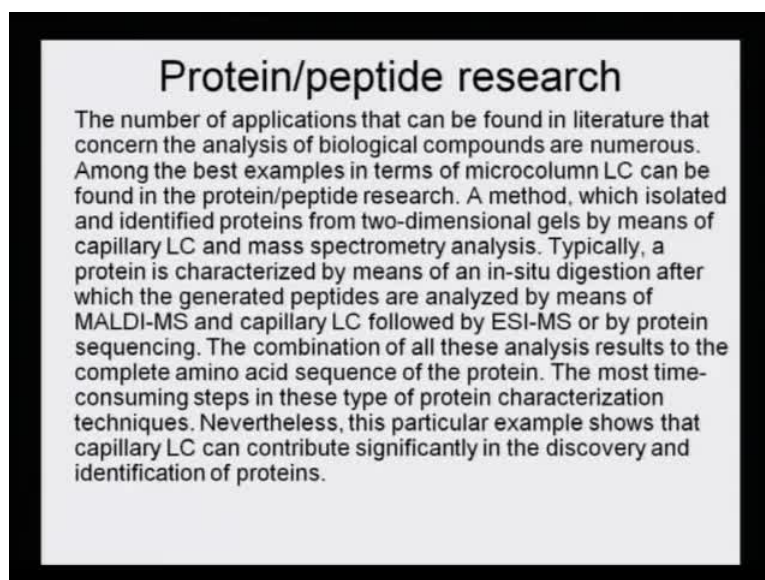 Protein/peptide research
The number of applications that can be found in literature that
concern the analysis of biological compounds are numerous.
Among the best examples in terms of microcolumn LC can be
found in the protein/peptide research. A method, which isolated
and identified proteins from two-dimensional gels by means of
capillary LC and mass spectrometry analysis. Typically, a
protein is characterized by means of an in-situ digestion after
which the generated peptides are analyzed by means of
MALDI-MS and capillary LC followed by ESI-MS or by protein
sequencing. The combination of all these analysis results to the
complete amino acid sequence of the protein. The most time-
consuming steps in these type of protein characterization
techniques. Nevertheless, this particular example shows that
capillary LC can contribute significantly in the discovery and
identification of proteins.